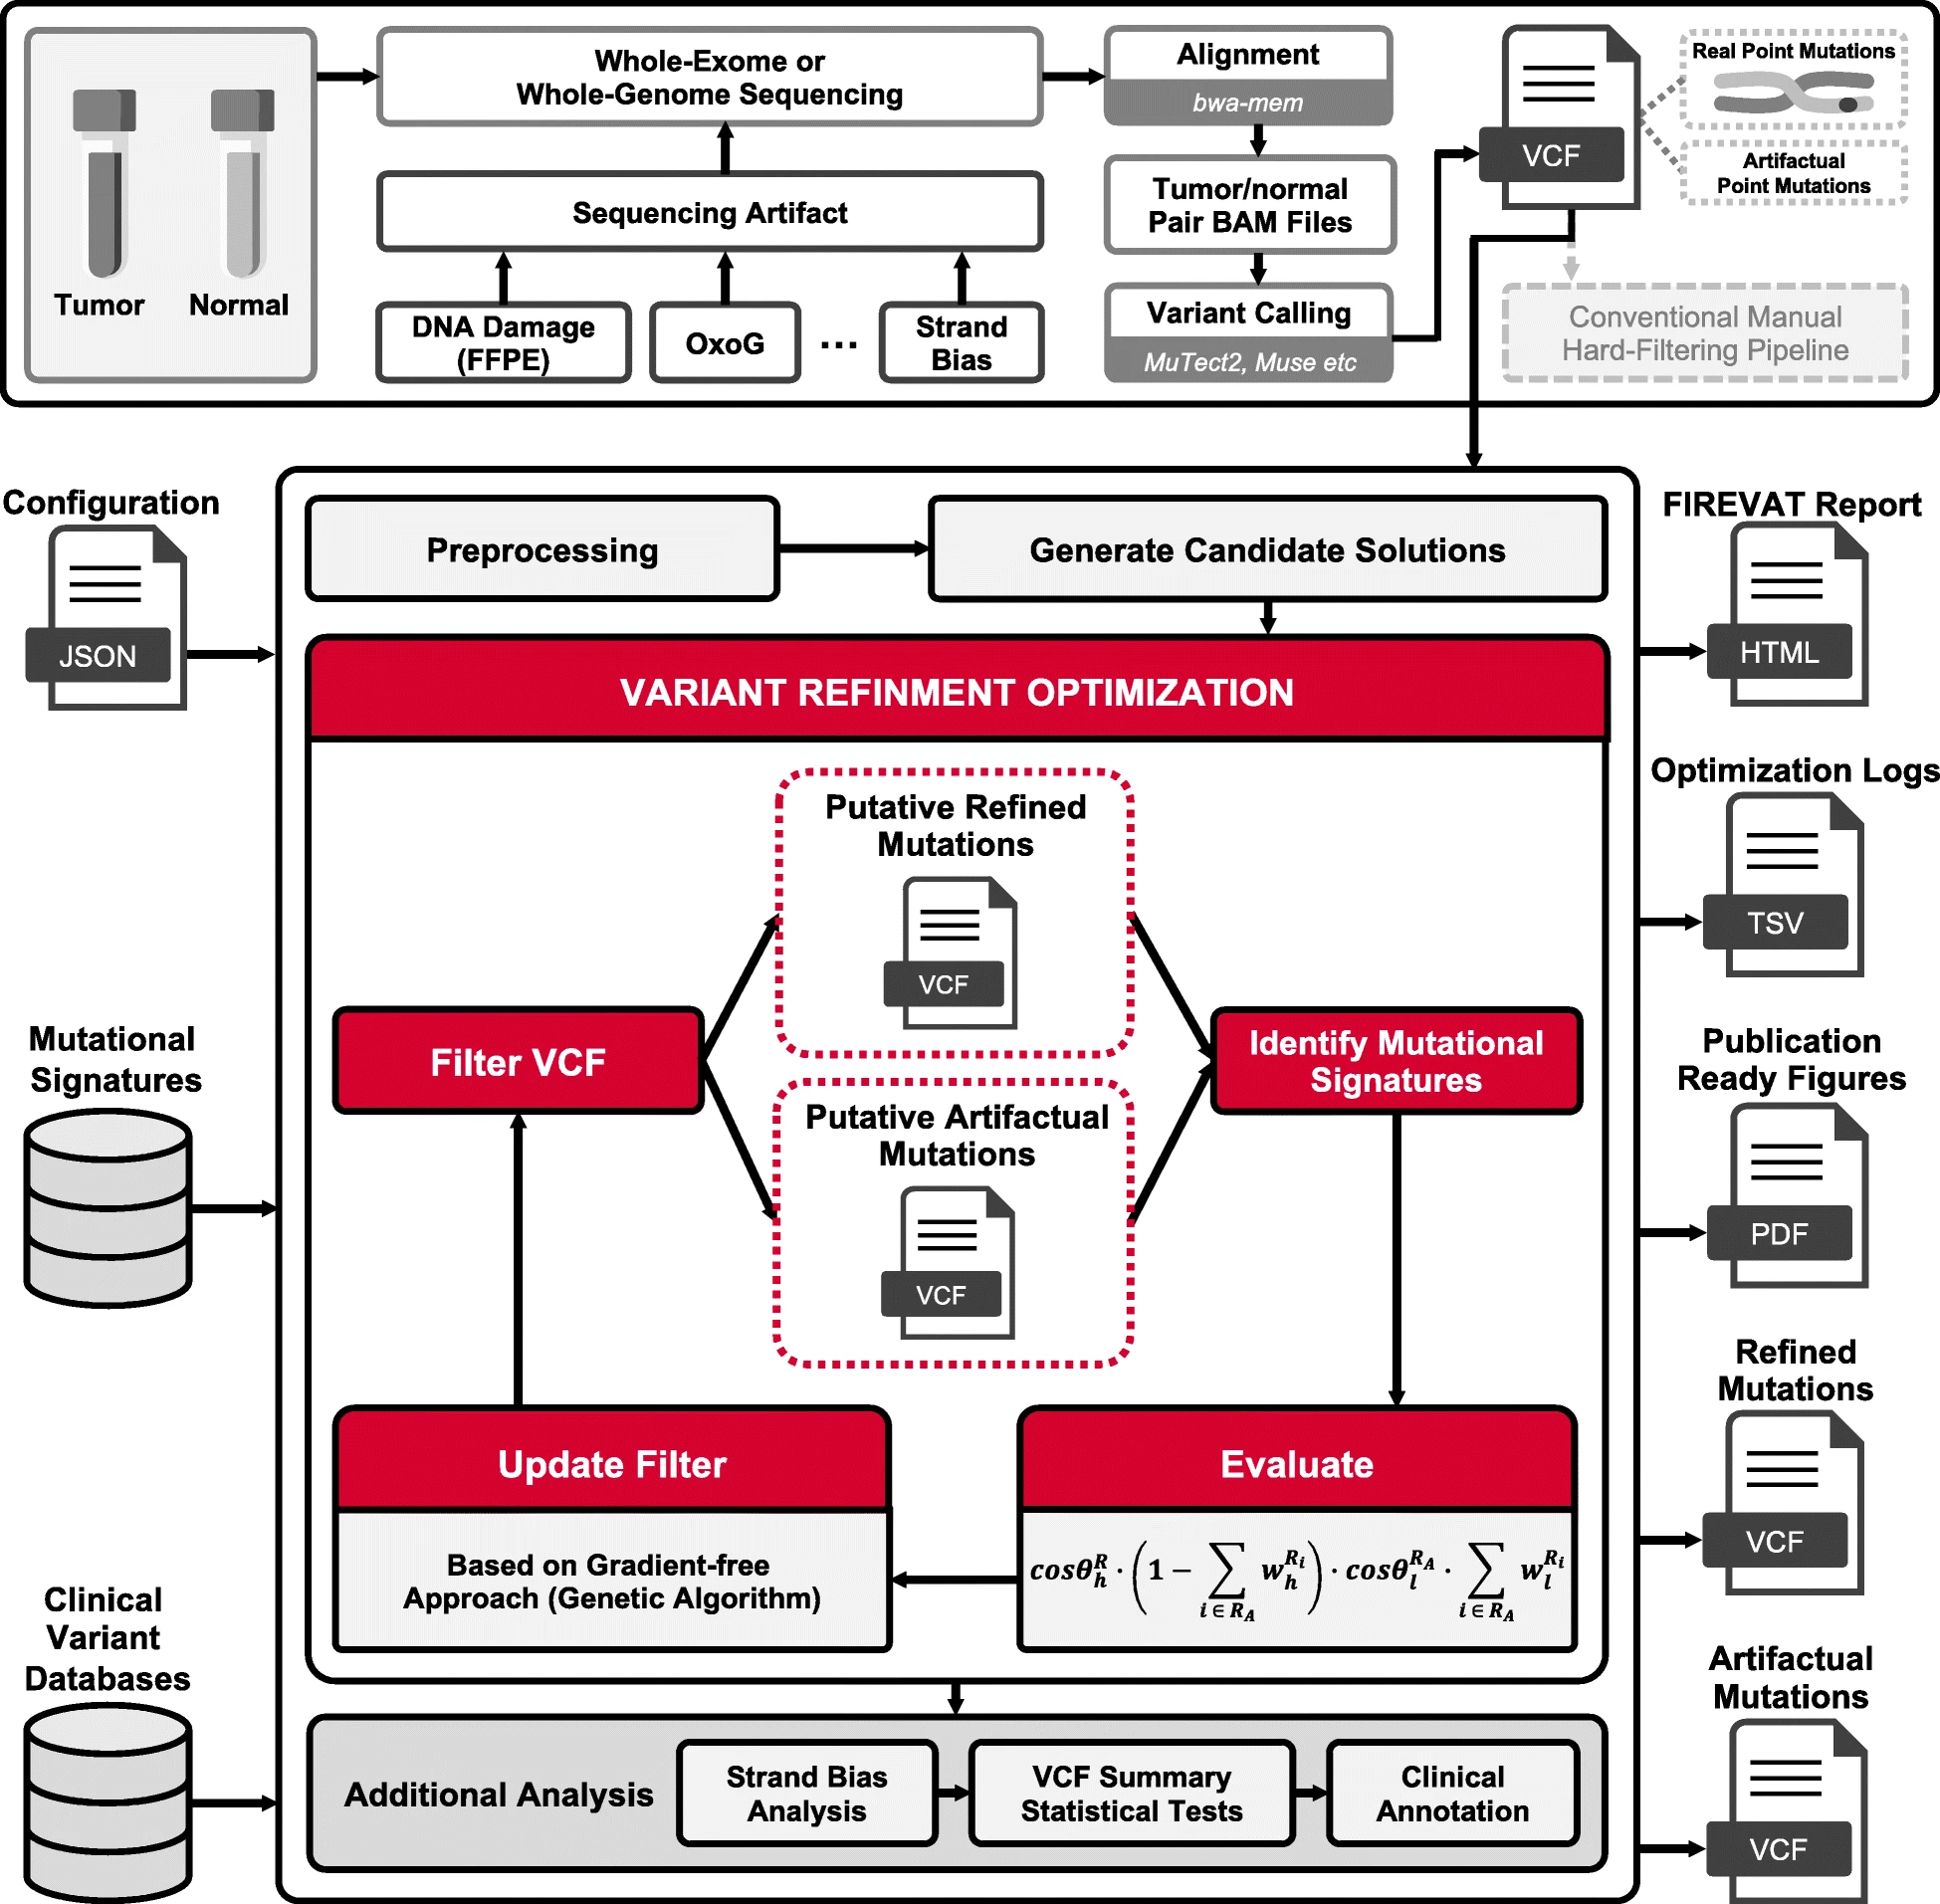 Tumor
Normal
Whole-Exome or
Whole-Genome Sequencing
Sequencing Artifact
DNA Damage
(FFPE)
OxoG
...
Strand
Bias
Alignment
bwa-mem
Tumor/normal
Pair BAM Files
Variant Calling
MuTect2, Muse etc
VCF
Real Point Mutations
Artifactual
Point Mutations
Conventional Manual
Hard-Filtering Pipeline
Configuration
JSON
Mutational
Signatures
Clinical
Variant
Databases
Preprocessing
Generate Candidate Solutions
VARIANT REFINMENT OPTIMIZATION
Putative Refined
Mutations
VCF
Filter VCF
Identify Mutational
Signatures
Putative Artifactual
Mutations
VCF
Update Filter
Based on Gradient-free
Approach (Genetic Algorithm)
Evaluate
$cos\theta_h^R \cdot \left(1 - \sum_{i \in R_A} w_h^{R_i}\right) \cdot cos\theta_l^{R_A} \cdot \sum_{i \in R_A} w_l^{R_i}$
Additional Analysis
Strand Bias
Analysis
VCF Summary
Statistical Tests
Clinical
Annotation
FIREVAT Report
HTML
Optimization Logs
TSV
Publication
Ready Figures
PDF
Refined
Mutations
VCF
Artifactual
Mutations
VCF